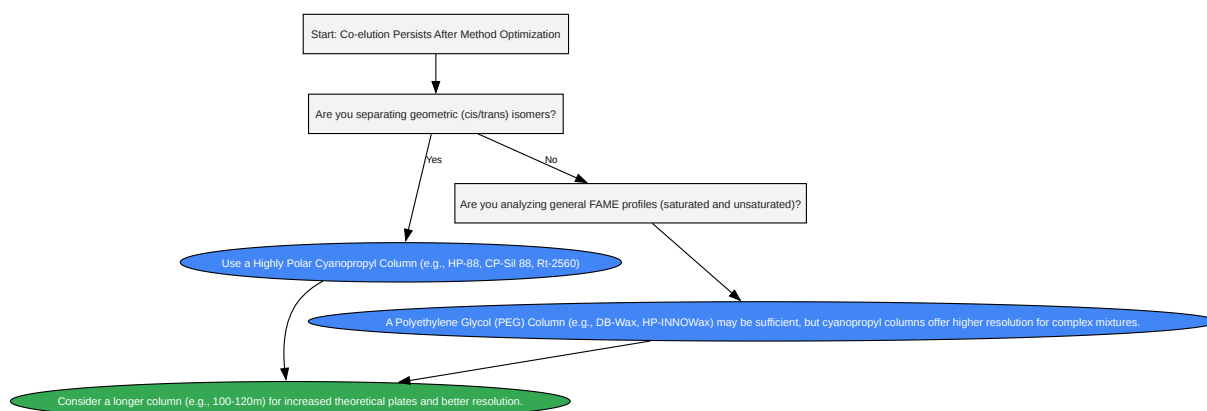 Start: Co-elution Persists After Method Optimization
Are you separating geometric (cis/trans) isomers?
Yes
No
Are you analyzing general FAME profiles (saturated and unsaturated)?
Use a Highly Polar Cyanopropyl Column (e.g., HP-88, CP-Sil 88, Rt-2560)
A Polyethylene Glycol (PEG) Column (e.g., DB-Wax, HP-INNOWax) may be sufficient, but cyanopropyl columns offer higher resolution for complex mixtures.
Consider a longer column (e.g., 100-120m) for increased theoretical plates and better resolution.